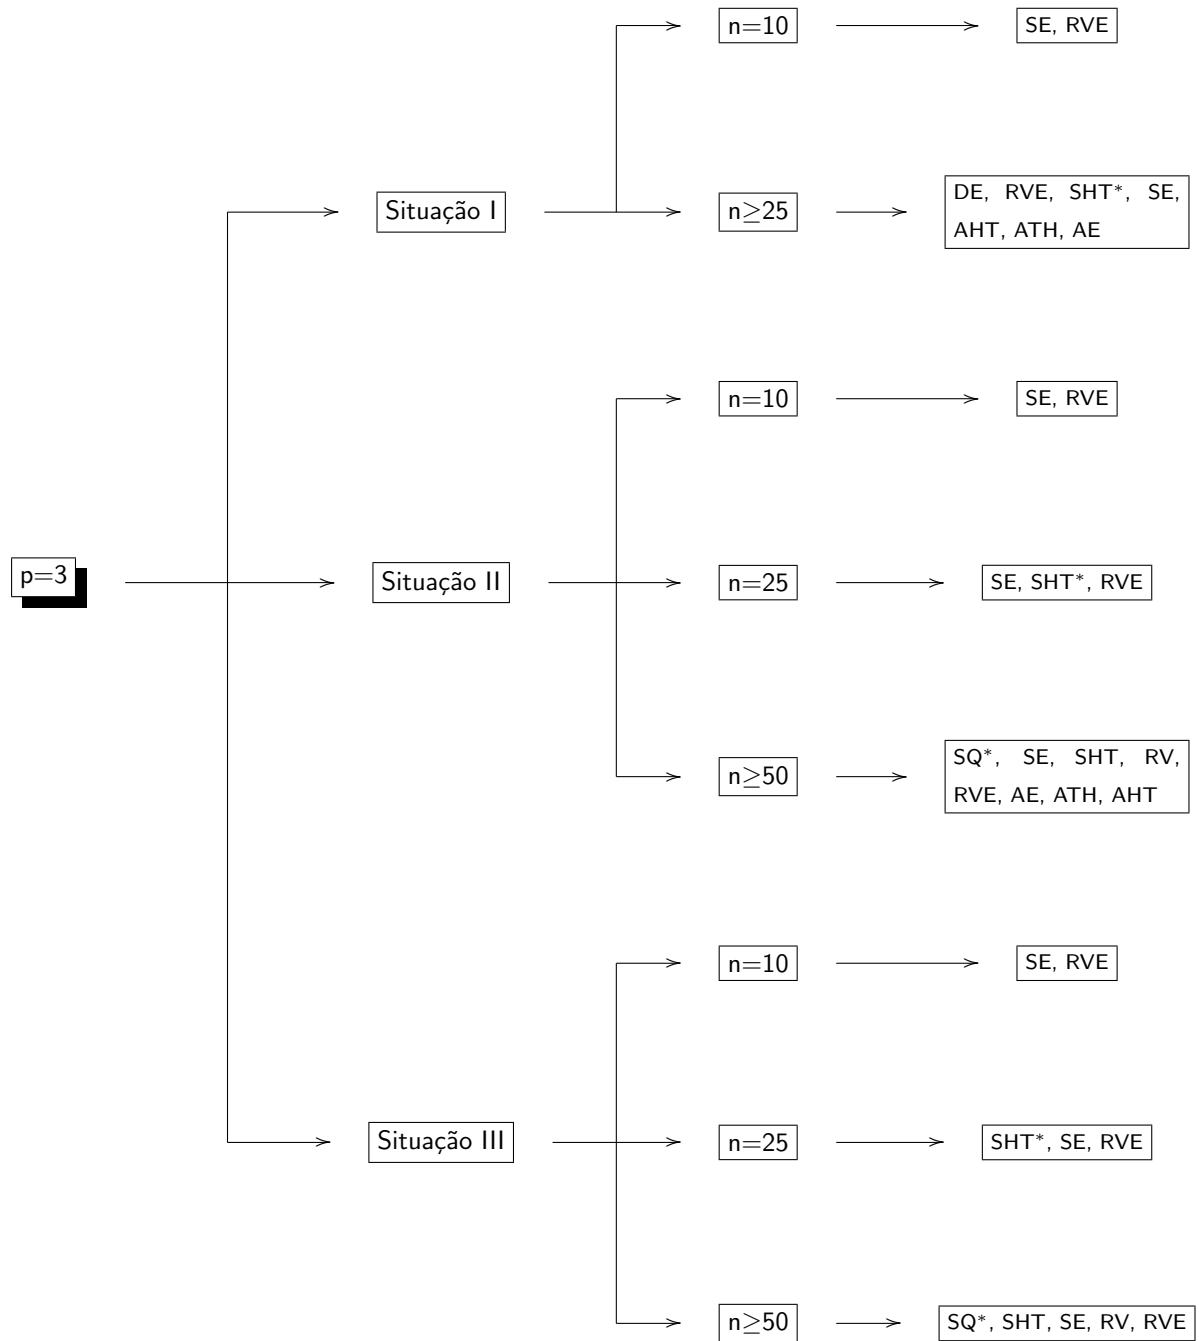 n=10
SE, RVE
Situação I
n≥25
DE, RVE, SHT*, SE,
AHT, ATH, AE
n=10
SE, RVE
p=3
Situação II
n=25
SE, SHT*, RVE
n≥50
SQ*, SE, SHT, RV,
RVE, AE, ATH, AHT
n=10
SE, RVE
Situação III
n=25
SHT*, SE, RVE
n≥50
SQ*, SHT, SE, RV, RVE